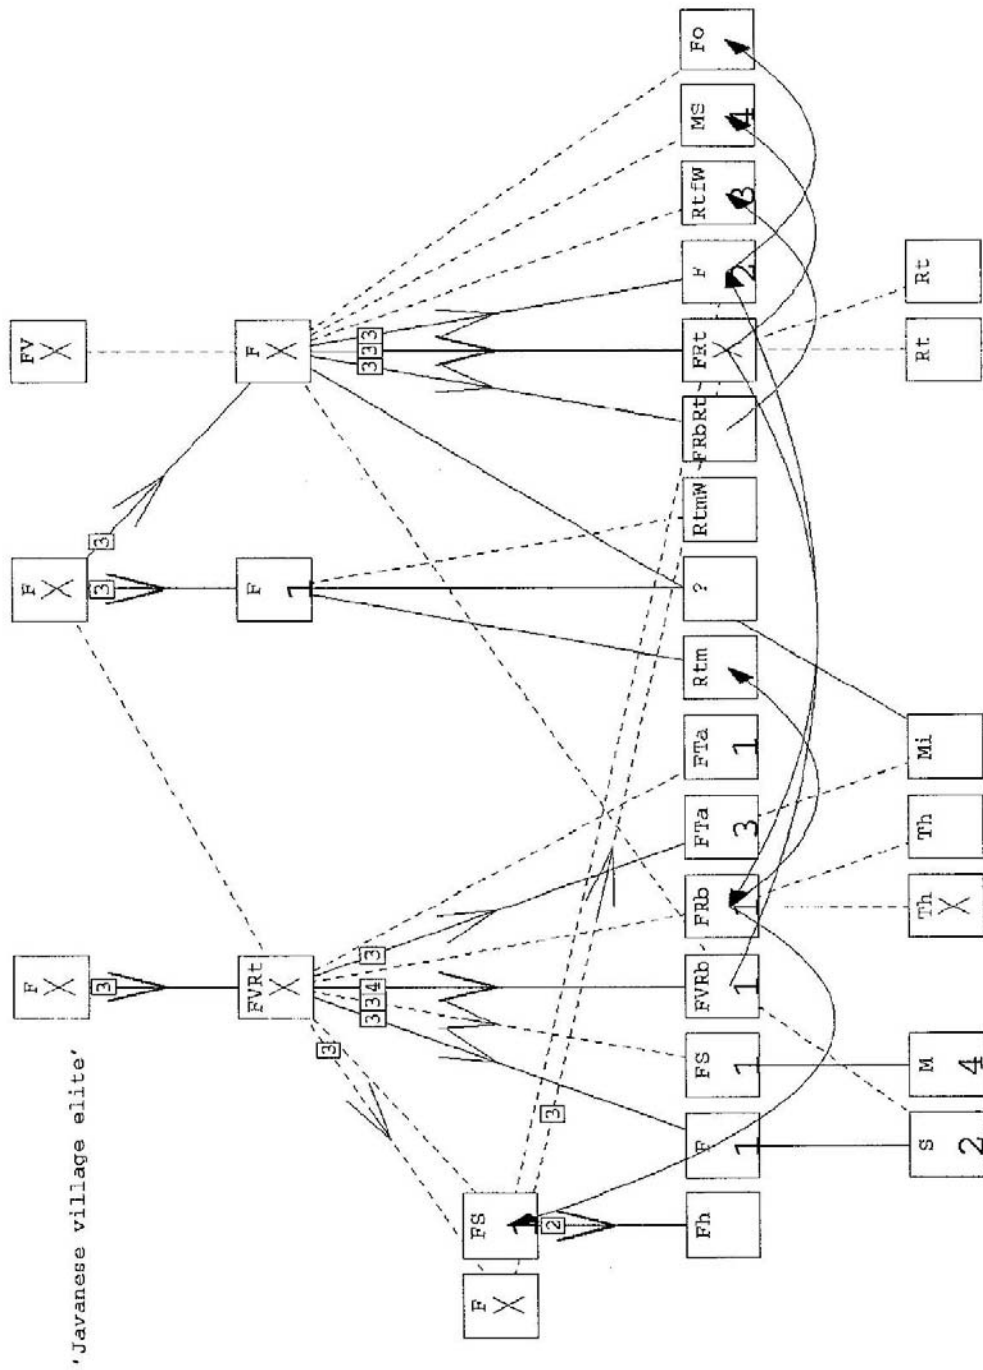 'Javanese village elite'
F F FV
X X X
3 3 3
FVRt F F
X 1 X
3
3 3 4 3 3 3 3
F FS
X 1
2 3
Fh F FS FVRb FRb FTa FTa Rtm ? RtmW FRbRt FRt F RtfW MS Fo
1 1 1 1 3 1 X 2 3 4
S M Th Th Mi Rt Rt
2 4 X